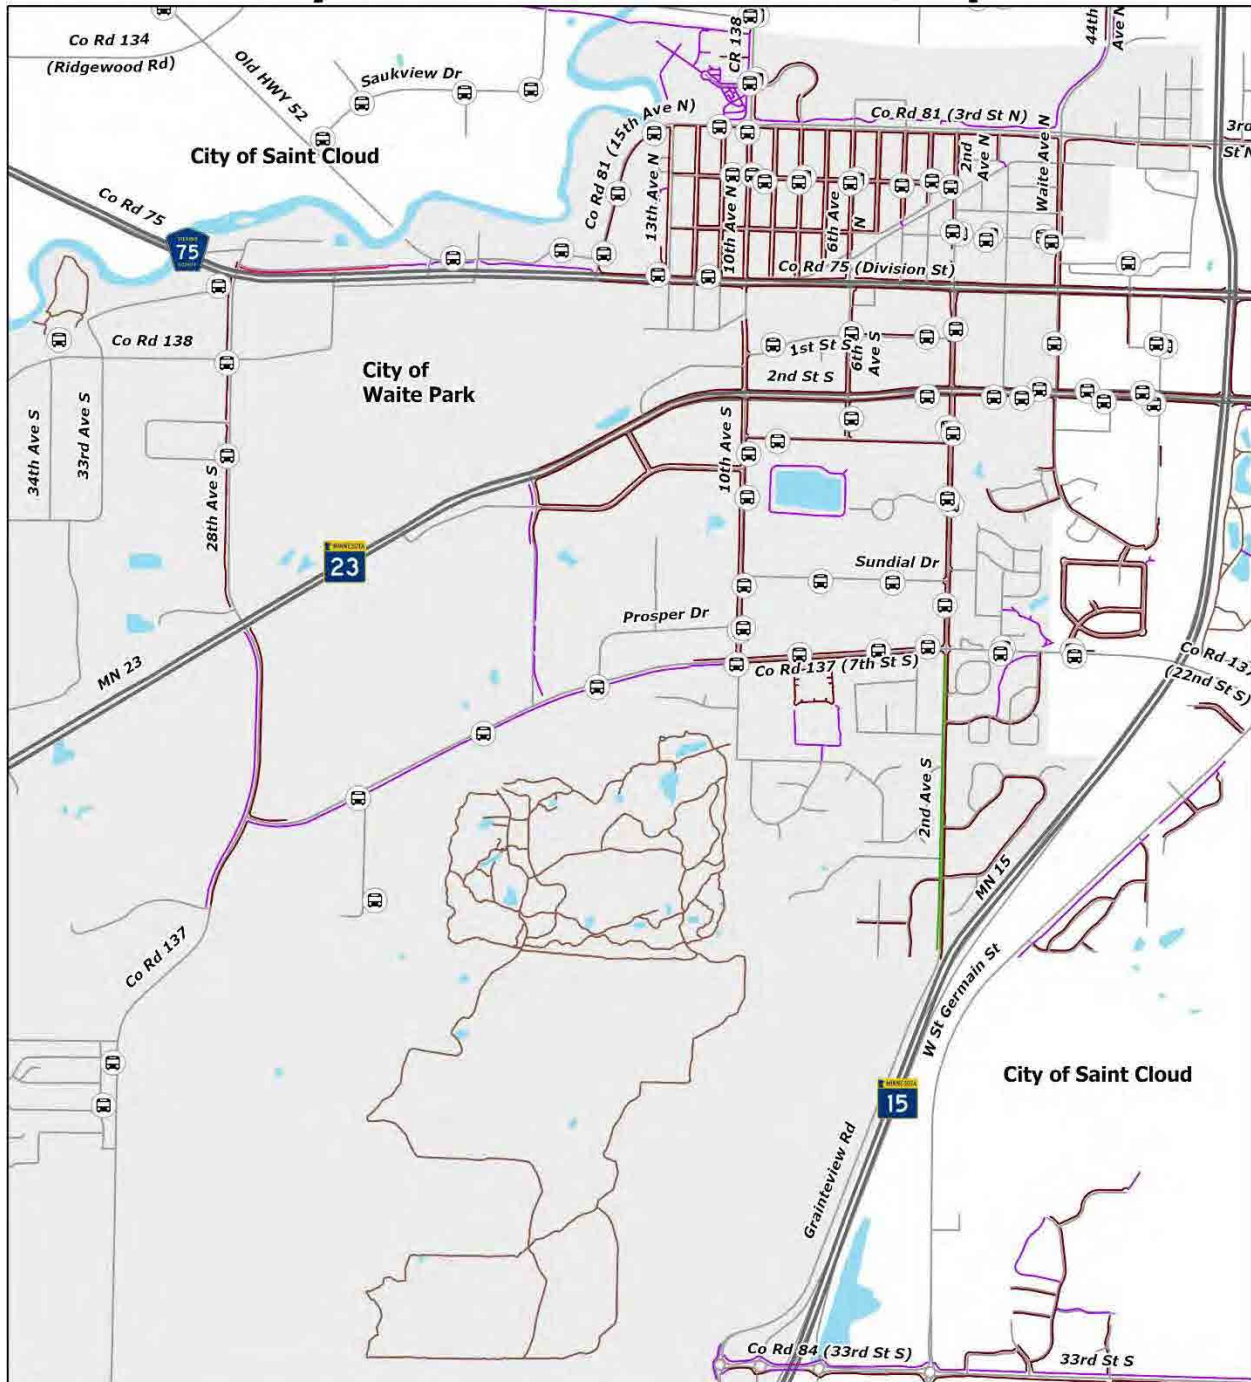 44th
Ave N
CR 138
Co Rd 134
(Ridgewood Rd)
Old HWY 52
Saukview Dr
Co Rd 81 (3rd St N)
3rd
St N
City of Saint Cloud
Co Rd 81 (15th Ave N)
13th Ave N
10th Ave N
6th Ave
N
2nd
Ave N
Waite Ave N
Co Rd 75
75
Co Rd 75 (Division St)
Co Rd 138
City of
Waite Park
1st St S
6th
Ave S
2nd St S
34th Ave S
33rd Ave S
28th Ave S
10th Ave S
MINNESOTA
23
Sundial Dr
Prosper Dr
MN 23
Co Rd 137 (7th St S)
Co Rd 137
(22nd St S)
2nd Ave S
MN 15
Co Rd 137
W St Germain St
City of Saint Cloud
MINNESOTA
15
Grainteview Rd
Co Rd 84 (33rd St S)
33rd St S